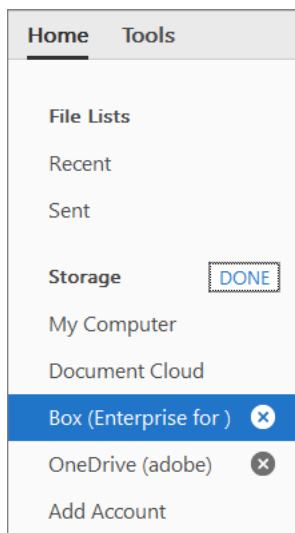 Home Tools
File Lists
Recent
Sent
Storage DONE
My Computer
Document Cloud
Box (Enterprise for )
OneDrive (adobe)
Add Account